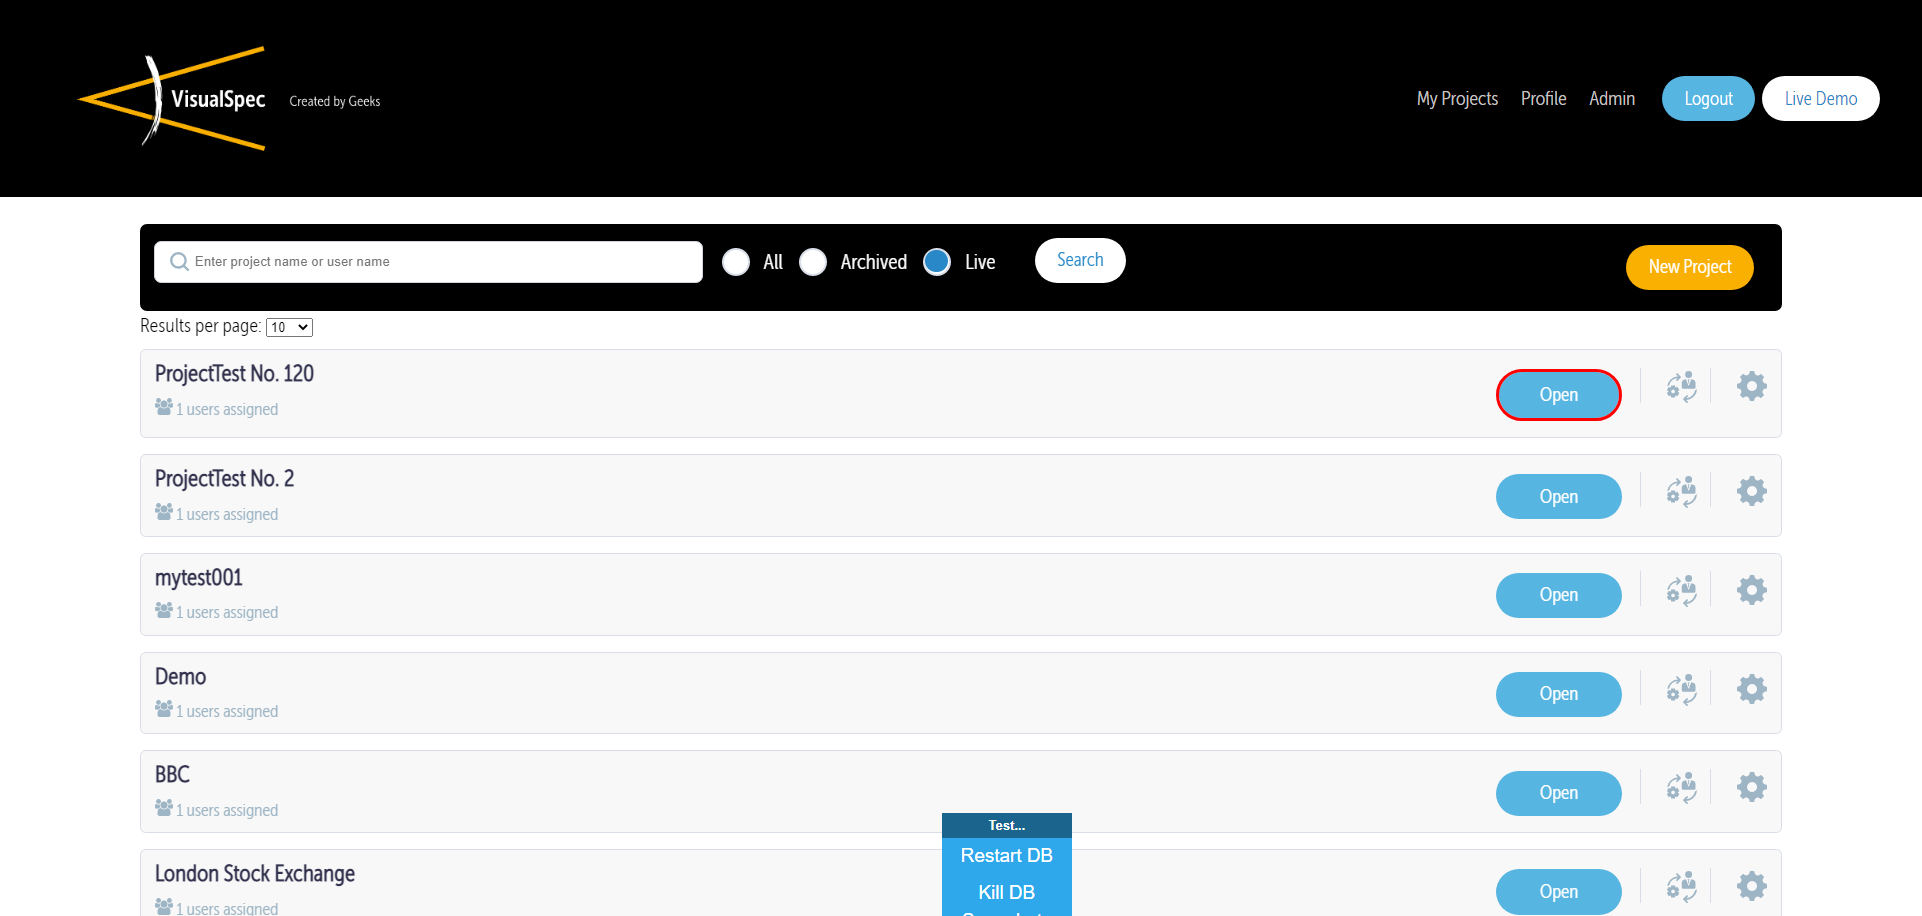 VisualSpec
Created by Geeks
My Projects
Profile
Admin
Logout
Live Demo
Enter project name or user name
All
Archived
Live
Search
New Project
Results per page: 10
ProjectTest No. 120
1 users assigned
Open
ProjectTest No. 2
1 users assigned
Open
mytest001
1 users assigned
Open
Demo
1 users assigned
Open
BBC
1 users assigned
Open
London Stock Exchange
1 users assigned
Open
Test...
Restart DB
Kill DB